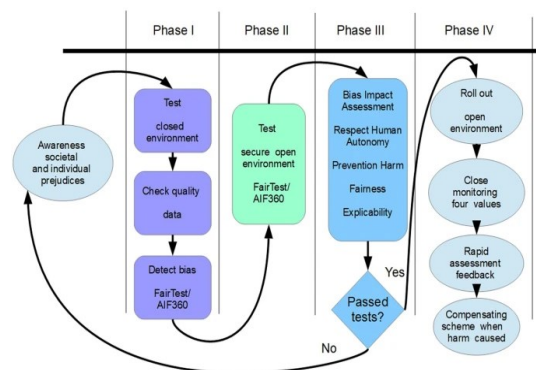 Phase I
Phase II
Phase III
Phase IV
Awareness
societal
and individual
prejudices
Test
closed
environment
Check quality
data
Detect bias
FairTest/
AIF360
Test
secure open
environment
FairTest/
AIF360
Bias Impact
Assessment
Respect Human
Autonomy
Prevention Harm
Fairness
Explicability
Passed
tests?
Yes
No
Roll out
open
environment
Close
monitoring
four values
Rapid
assessment
feedback
Compensating
scheme when
harm caused